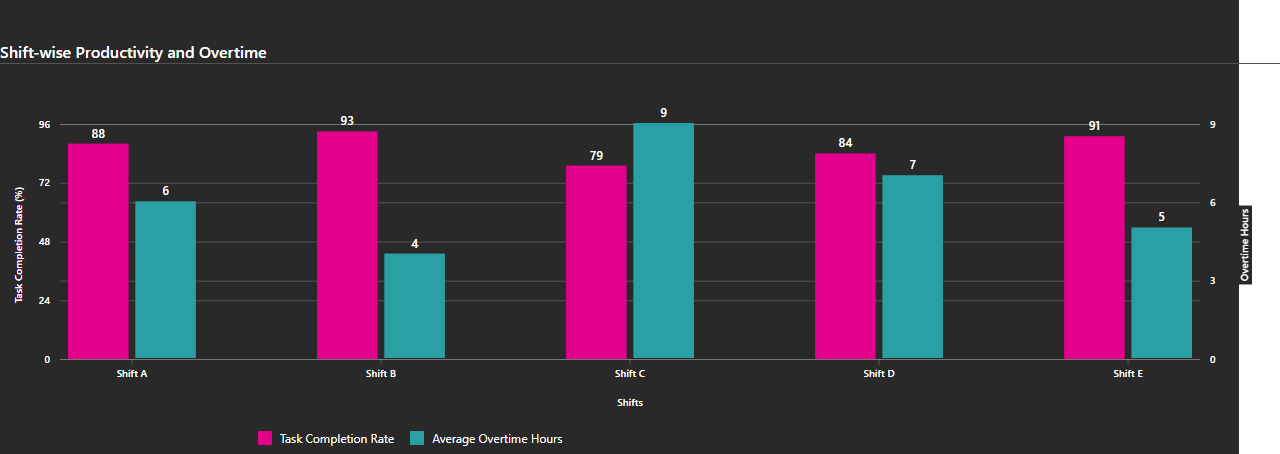 Shift-wise Productivity and Overtime
Task Completion Rate (%)
96
72
48
24
0
88
6
93
4
79
9
84
7
91
5
9
6
3
0
Overtime Hours
Shift A
Shift B
Shift C
Shift D
Shift E
Shifts
Task Completion Rate
Average Overtime Hours